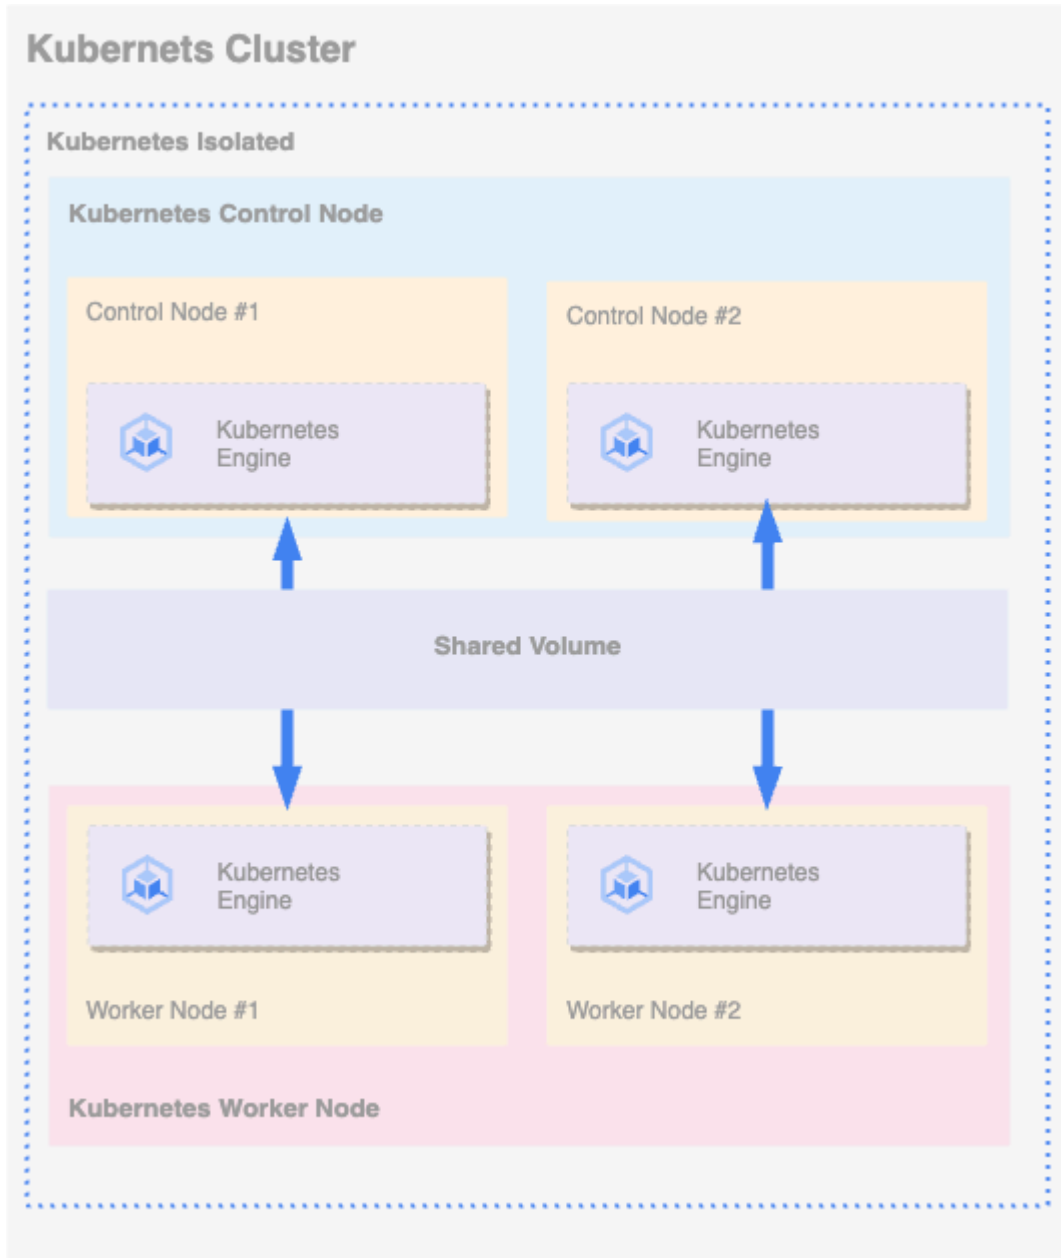 Kubernets Cluster
Kubernetes Isolated
Kubernetes Control Node
Control Node #1
Kubernetes
Engine
Control Node #2
Kubernetes
Engine
Shared Volume
Kubernetes
Engine
Worker Node #1
Kubernetes
Engine
Worker Node #2
Kubernetes Worker Node